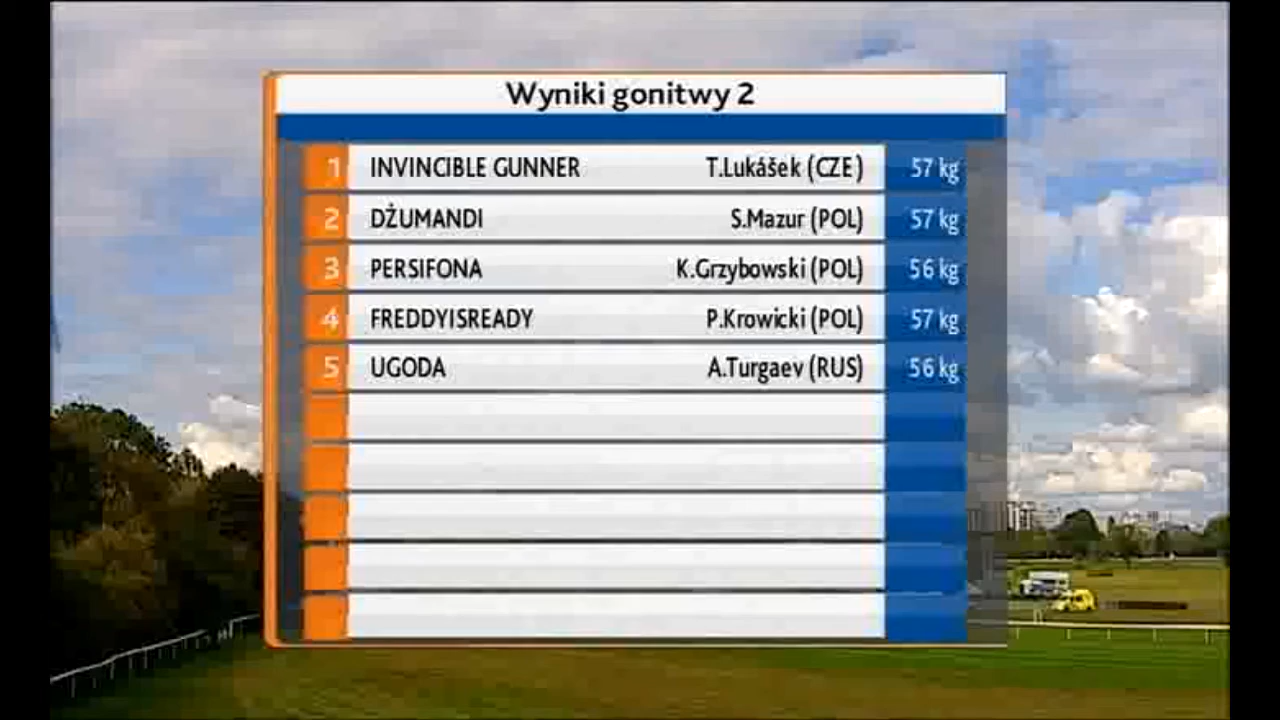 Wyniki gonitwy 2
1 INVINCIBLE GUNNER T.Lukášek (CZE) 57 kg
2 DŻUMANDI S.Mazur (POL) 57 kg
3 PERSIFONA K.Grzybowski (POL) 56 kg
4 FREDDYISREADY P.Krowicki (POL) 57 kg
5 UGODA A.Turgaev (RUS) 56 kg